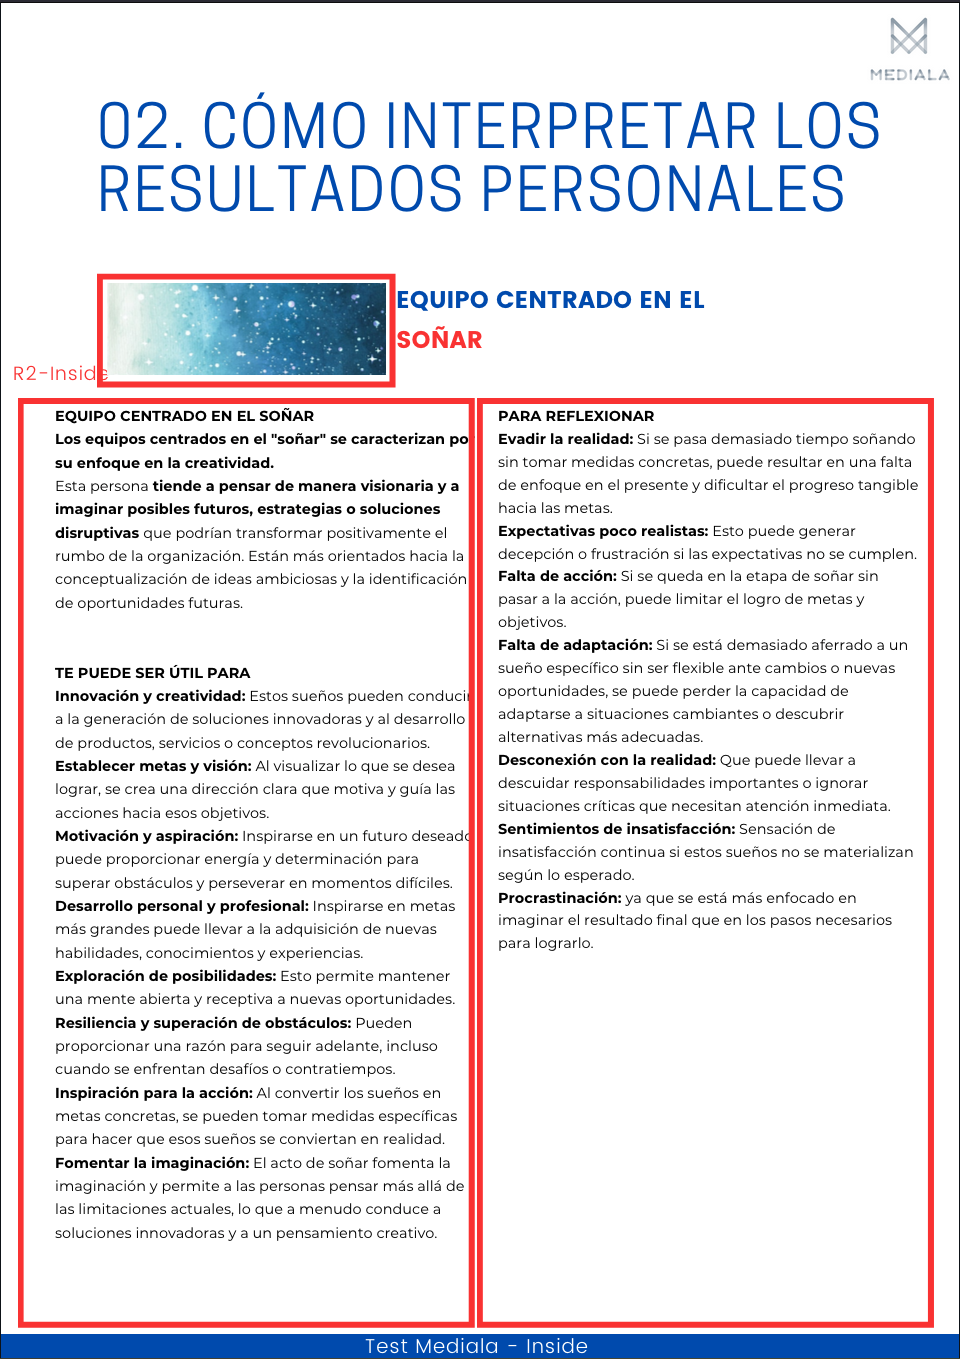 MEDIALA
02. CÓMO INTERPRETAR LOS
RESULTADOS PERSONALES
EQUIPO CENTRADO EN EL
SOÑAR
R2-Inside
EQUIPO CENTRADO EN EL SOÑAR
Los equipos centrados en el "soñar" se caracterizan po
su enfoque en la creatividad.
Esta persona tiende a pensar de manera visionaria y a
imaginar posibles futuros, estrategias o soluciones
disruptivas que podrían transformar positivamente el
rumbo de la organización. Están más orientados hacia la
conceptualización de ideas ambiciosas y la identificación
de oportunidades futuras.
TE PUEDE SER ÚTIL PARA
Innovación y creatividad: Estos sueños pueden conducir
a la generación de soluciones innovadoras y al desarrollo
de productos, servicios o conceptos revolucionarios.
Establecer metas y visión: Al visualizar lo que se desea
lograr, se crea una dirección clara que motiva y guía las
acciones hacia esos objetivos.
Motivación y aspiración: Inspirarse en un futuro deseado
puede proporcionar energía y determinación para
superar obstáculos y perseverar en momentos difíciles.
Desarrollo personal y profesional: Inspirarse en metas
más grandes puede llevar a la adquisición de nuevas
habilidades, conocimientos y experiencias.
Exploración de posibilidades: Esto permite mantener
una mente abierta y receptiva a nuevas oportunidades.
Resiliencia y superación de obstáculos: Pueden
proporcionar una razón para seguir adelante, incluso
cuando se enfrentan desafíos o contratiempos.
Inspiración para la acción: Al convertir los sueños en
metas concretas, se pueden tomar medidas específicas
para hacer que esos sueños se conviertan en realidad.
Fomentar la imaginación: El acto de soñar fomenta la
imaginación y permite a las personas pensar más allá de
las limitaciones actuales, lo que a menudo conduce a
soluciones innovadoras y a un pensamiento creativo.
PARA REFLEXIONAR
Evadir la realidad: Si se pasa demasiado tiempo soñando
sin tomar medidas concretas, puede resultar en una falta
de enfoque en el presente y dificultar el progreso tangible
hacia las metas.
Expectativas poco realistas: Esto puede generar
decepción o frustración si las expectativas no se cumplen.
Falta de acción: Si se queda en la etapa de soñar sin
pasar a la acción, puede limitar el logro de metas y
objetivos.
Falta de adaptación: Si se está demasiado aferrado a un
sueño específico sin ser flexible ante cambios o nuevas
oportunidades, se puede perder la capacidad de
adaptarse a situaciones cambiantes o descubrir
alternativas más adecuadas.
Desconexión con la realidad: Que puede llevar a
descuidar responsabilidades importantes o ignorar
situaciones críticas que necesitan atención inmediata.
Sentimientos de insatisfacción: Sensación de
insatisfacción continua si estos sueños no se materializan
según lo esperado.
Procrastinación: ya que se está más enfocado en
imaginar el resultado final que en los pasos necesarios
para lograrlo.
Test Mediala - Inside